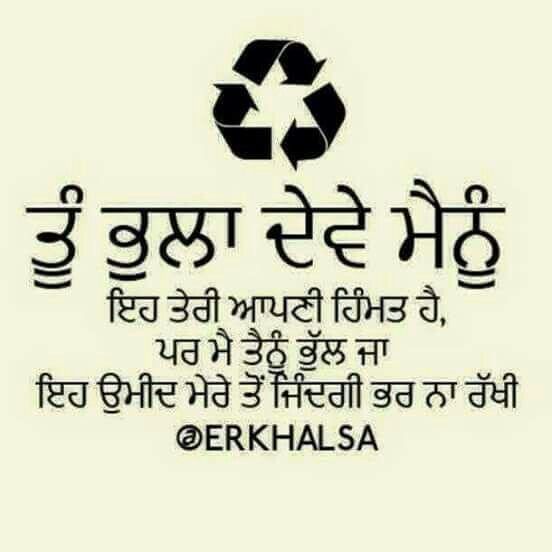 ਤੂੰ ਭੂਲਾ ਦੇਵੇ ਮੈਨੂੰ
ਇਹ ਤੇਰੀ ਆਪਣੀ ਹਿੰਮਤ ਹੈ,
ਪਰ ਮੈ ਤੈਨੂੰ ਭੁੱਲ ਜਾ
ਇਹ ਉਮੀਦ ਮੇਰੇ ਤੋਂ ਜਿੰਦਗੀ ਭਰ ਨਾ ਰੱਖੀ
@ERKHALSA